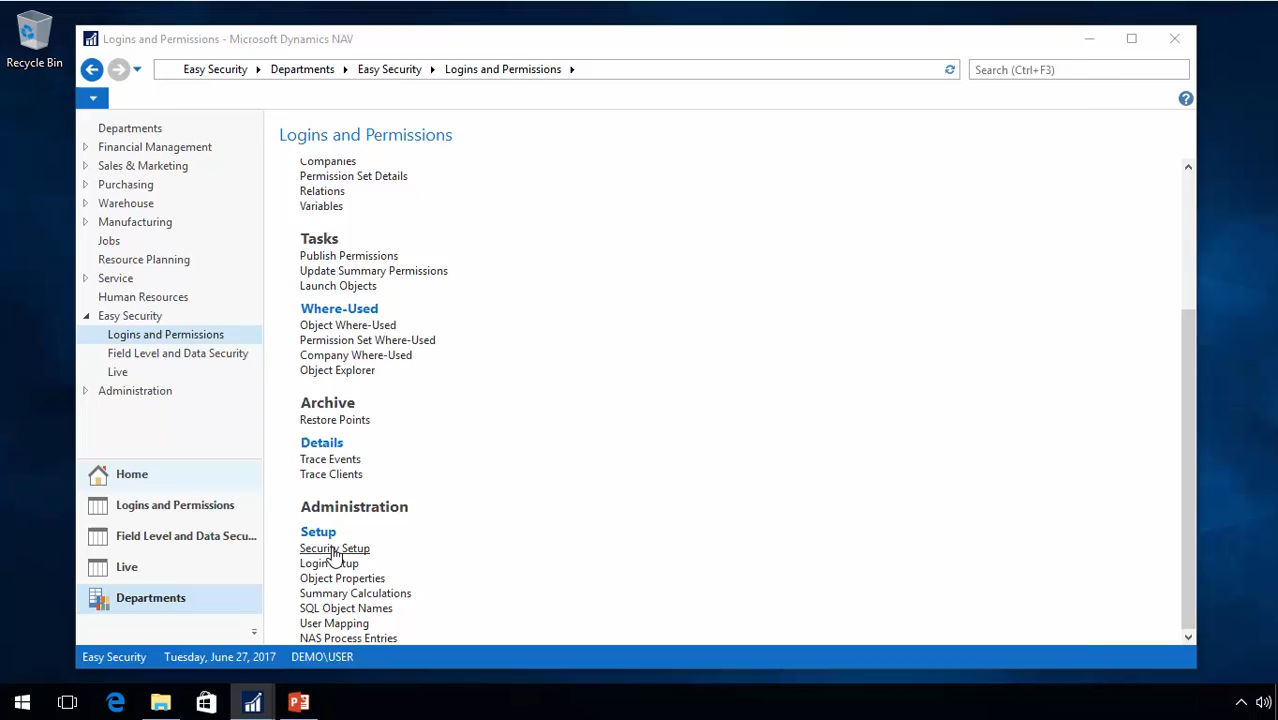 Recycle Bin
Logins and Permissions - Microsoft Dynamics NAV
Easy Security Departments Easy Security Logins and Permissions
Search (Ctrl+F3)
Departments
Financial Management
Sales & Marketing
Purchasing
Warehouse
Manufacturing
Jobs
Resource Planning
Service
Human Resources
Easy Security
Logins and Permissions
Field Level and Data Security
Live
Administration
Home
Logins and Permissions
Field Level and Data Secu...
Live
Departments
Logins and Permissions
Companies
Permission Set Details
Relations
Variables
Tasks
Publish Permissions
Update Summary Permissions
Launch Objects
Where-Used
Object Where-Used
Permission Set Where-Used
Company Where-Used
Object Explorer
Archive
Restore Points
Details
Trace Events
Trace Clients
Administration
Setup
Security Setup
Login Setup
Object Properties
Summary Calculations
SQL Object Names
User Mapping
NAS Process Entries
Easy Security Tuesday, June 27, 2017 DEMO\USER